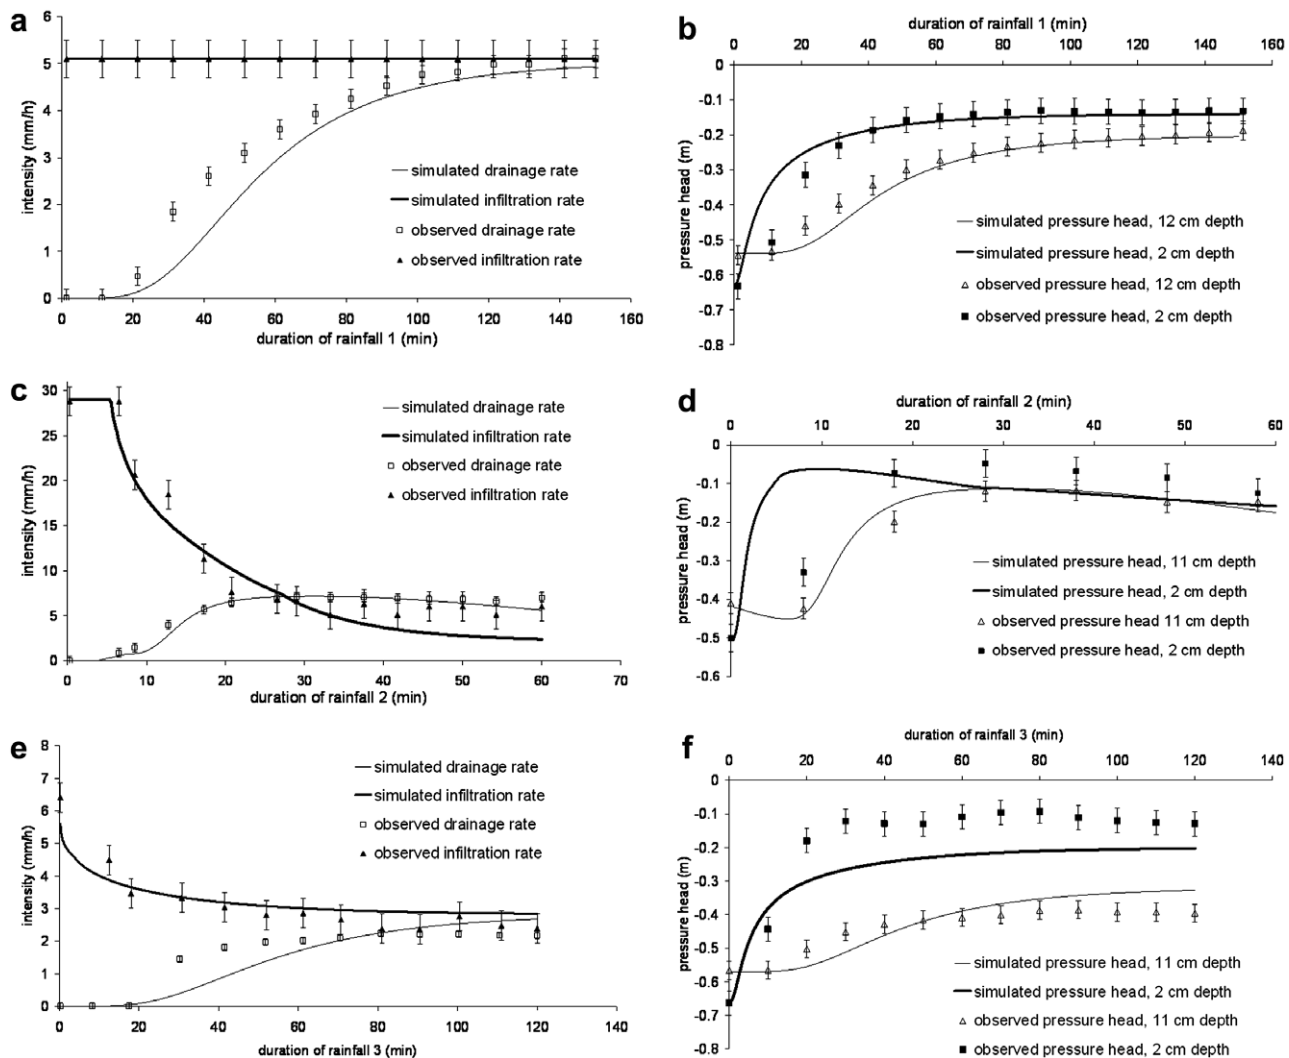 a
6
5
4
3
2
1
0
intensity (mm/h)
simulated drainage rate
simulated infiltration rate
observed drainage rate
observed infiltration rate
0 20 40 60 80 100 120 140 160
duration of rainfall 1 (min)
b
duration of rainfall 1 (min)
0 20 40 60 80 100 120 140 160
0
-0.1
-0.2
-0.3
-0.4
-0.5
-0.6
-0.7
-0.8
pressure head (m)
simulated pressure head, 12 cm depth
simulated pressure head, 2 cm depth
observed pressure head, 12 cm depth
observed pressure head, 2 cm depth
c
30
25
20
15
10
5
0
intensity (mm/h)
simulated drainage rate
simulated infiltration rate
observed drainage rate
observed infiltration rate
0 10 20 30 40 50 60 70
duration of rainfall 2 (min)
d
duration of rainfall 2 (min)
0 10 20 30 40 50 60
0
-0.1
-0.2
-0.3
-0.4
-0.5
-0.6
pressure head (m)
simulated pressure head, 11 cm depth
simulated pressure head, 2 cm depth
observed pressure head 11 cm depth
observed pressure head, 2 cm depth
e
8
7
6
5
4
3
2
1
0
intensity (mm/h)
simulated drainage rate
simulated infiltration rate
observed drainage rate
observed infiltration rate
0 20 40 60 80 100 120 140
duration of rainfall 3 (min)
f
duration of rainfall 3 (min)
0 20 40 60 80 100 120 140
0
-0.1
-0.2
-0.3
-0.4
-0.5
-0.6
-0.7
-0.8
pressure head (m)
simulated pressure head, 11 cm depth
simulated pressure head, 2 cm depth
observed pressure head, 11 cm depth
observed pressure head, 2 cm depth